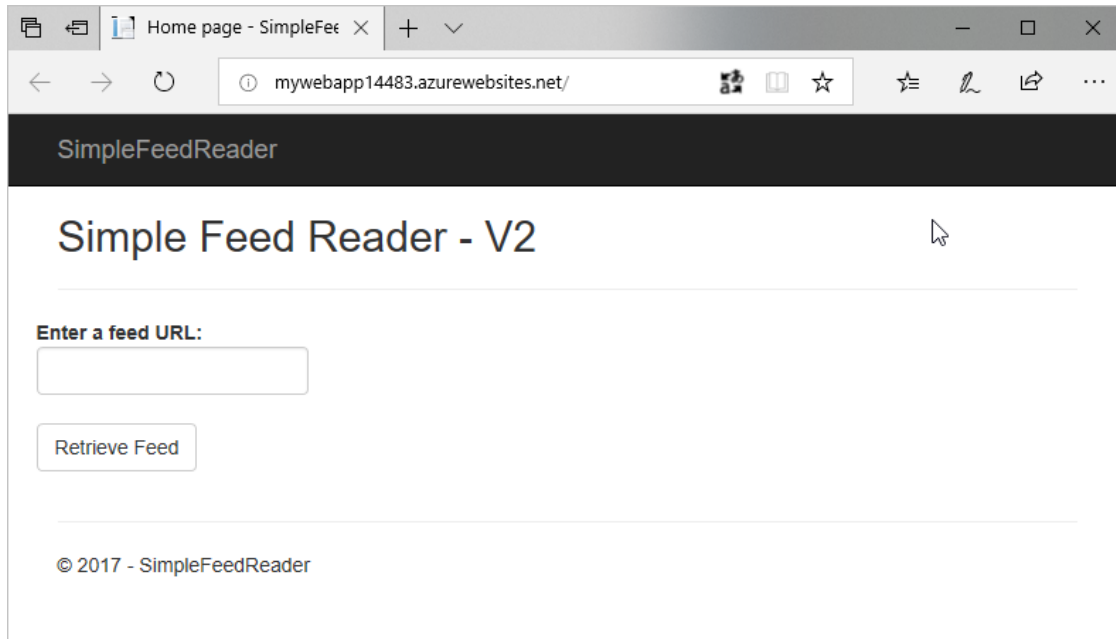 Home page - SimpleFee
mywebapp14483.azurewebsites.net/
SimpleFeedReader
Simple Feed Reader - V2
Enter a feed URL:
Retrieve Feed
© 2017 - SimpleFeedReader